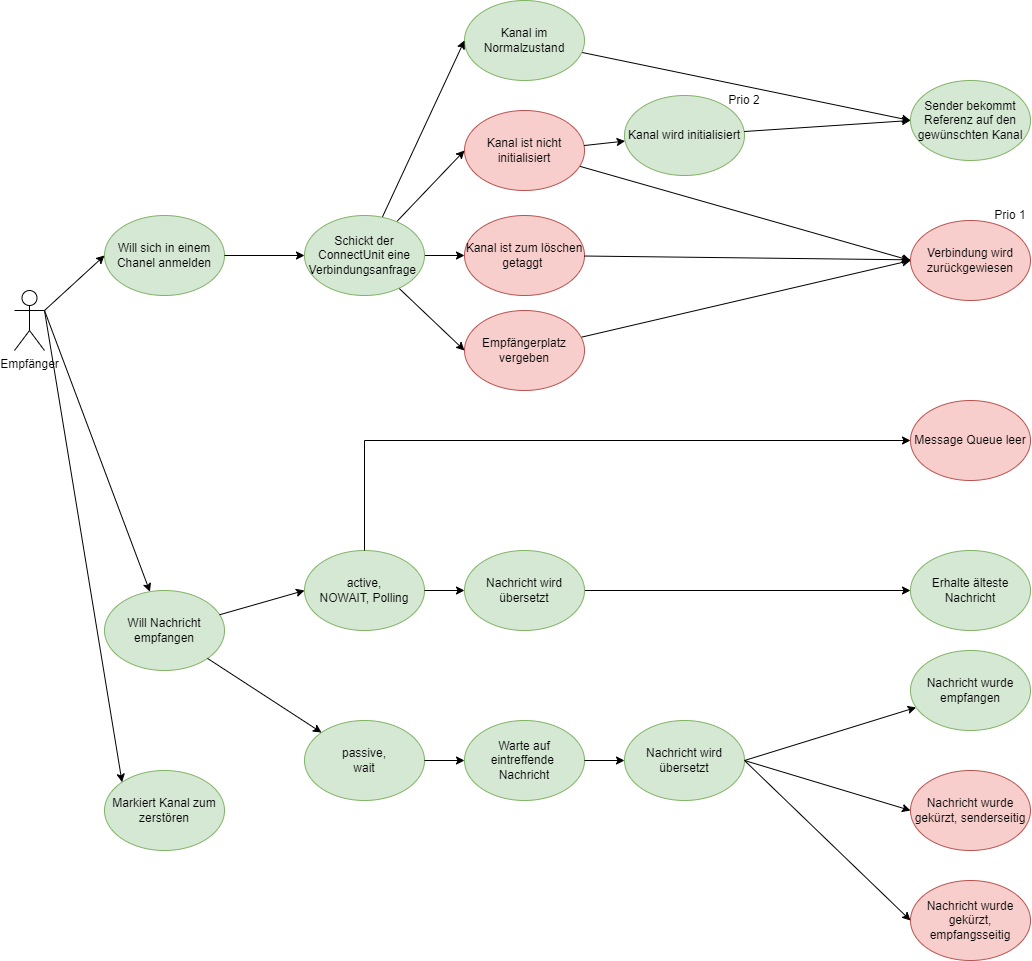 Kanal im
Normalzustand
Prio 2
Sender bekommt
Referenz auf den
gewünschten Kanal
Kanal ist nicht
initialisiert
Kanal wird initialisiert
Prio 1
Will sich in einem
Chanel anmelden
Schickt der
ConnectUnit eine
Verbindungsanfrage
Kanal ist zum löschen
getaggt
Verbindung wird
zurückgewiesen
Empfängerplatz
vergeben
Empfänger
Message Queue leer
active,
NOWAIT, Polling
Nachricht wird
übersetzt
Erhalte älteste
Nachricht
Will Nachricht
empfangen
Nachricht wurde
empfangen
passive,
wait
Warte auf
eintreffende
Nachricht
Nachricht wird
übersetzt
Markiert Kanal zum
zerstören
Nachricht wurde
gekürzt, senderseitig
Nachricht wurde
gekürzt,
empfangsseitig